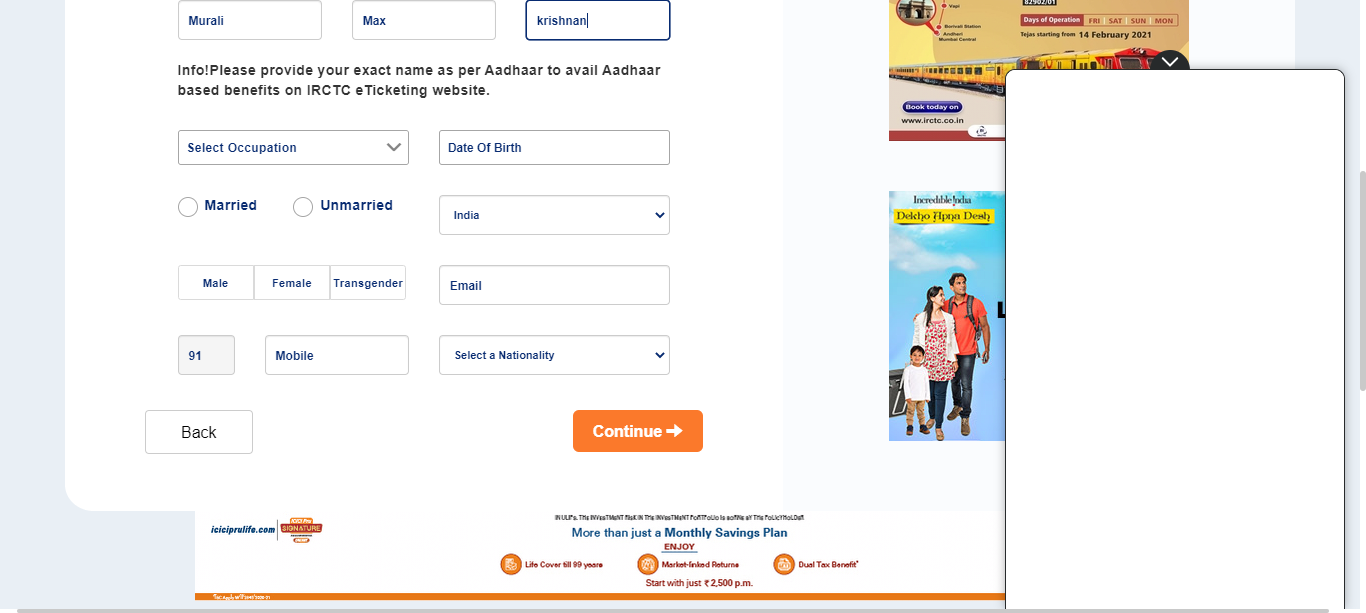 Murali
Max
krishnan
Info!Please provide your exact name as per Aadhaar to avail Aadhaar
based benefits on IRCTC eTicketing website.
Select Occupation
Date Of Birth
Married
Unmarried
India
Male
Female
Transgender
Email
91
Mobile
Select a Nationality
Back
Continue
Vapi
Borivali Station
Andheri
Mumbai Central
82902/01
Days of Operation FRI SAT SUN MON
Tejas starting from 14 February 2021
Book today on
www.irctc.co.in
Incredible!ndia
Dekho Apna Desh
L
iciciprulife.com
ICICI Pru
SIGNATURE
IN ULIPs, THE INVESTMENT RISK IN THE INVESTMENT PORTFOLIO IS BORNE BY THE POLICYHOLDER
More than just a Monthly Savings Plan
ENJOY
Life Cover till 99 years
Market-linked Returns
Dual Tax Benefit*
Start with just ₹ 2,500 p.m.